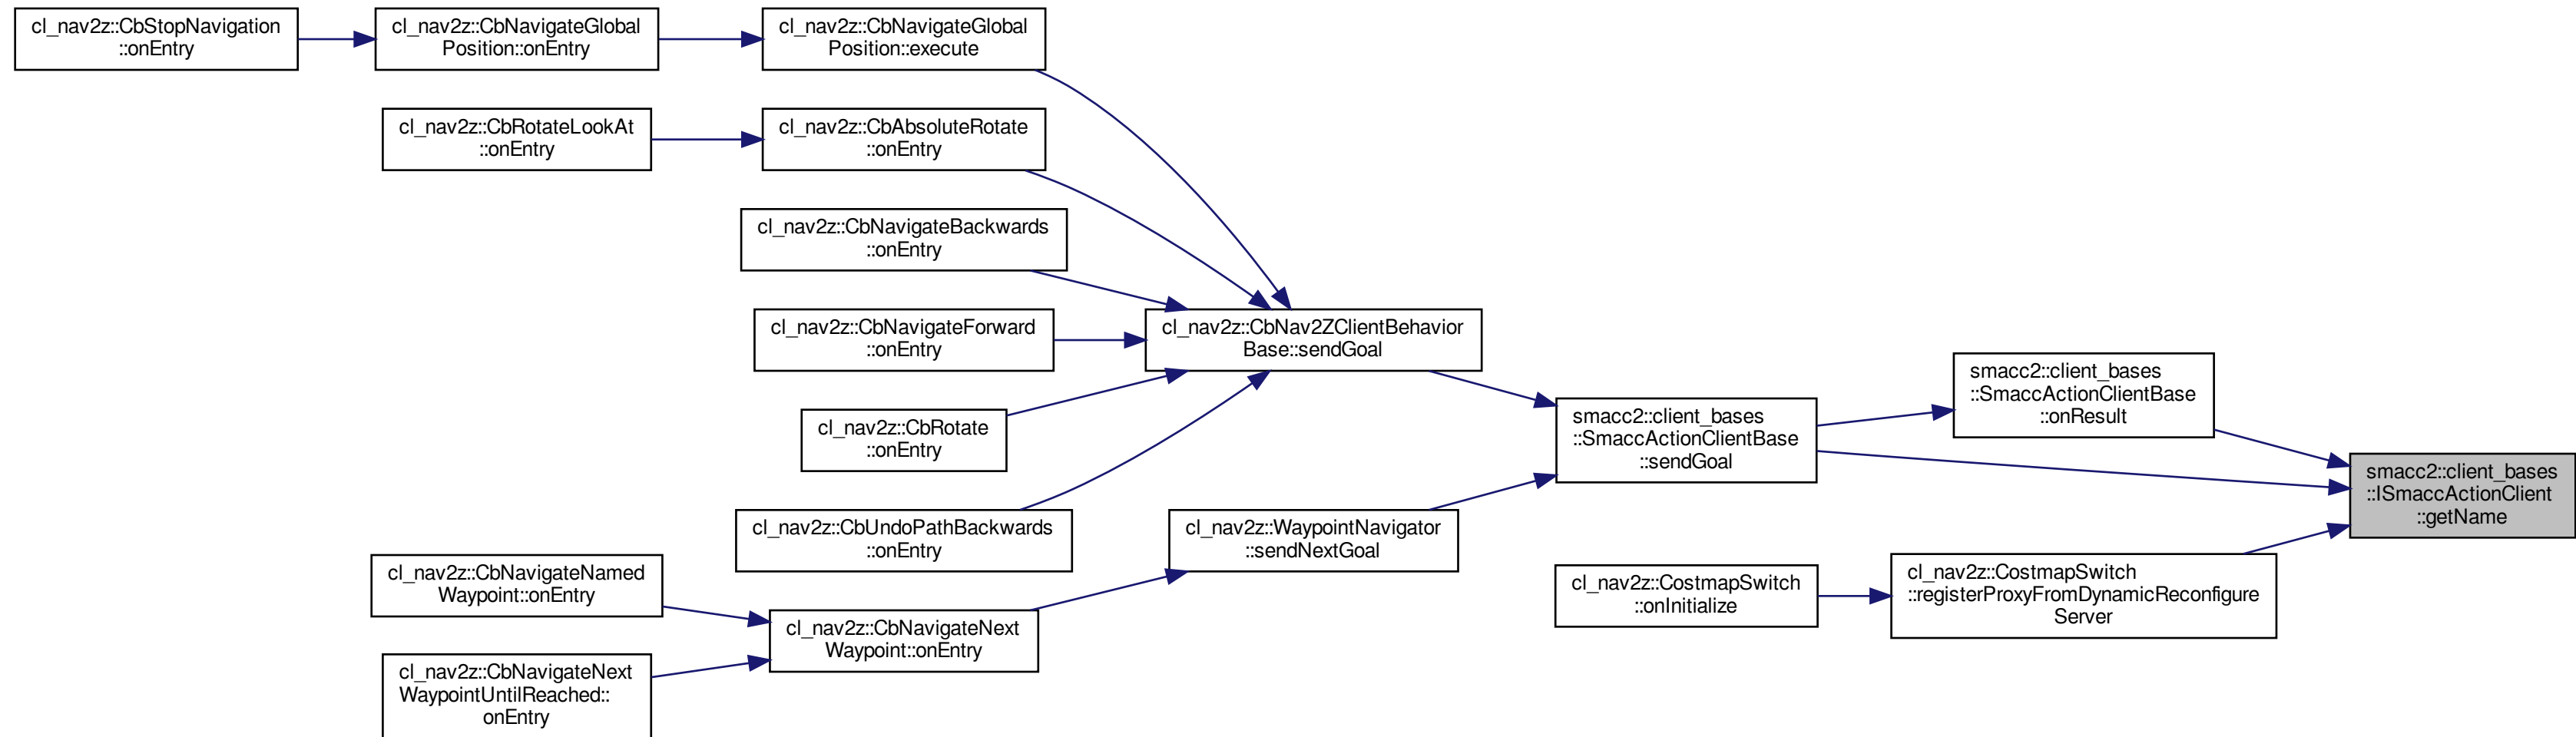 cl_nav2z::CbStopNavigation
::onEntry
cl_nav2z::CbNavigateGlobal
Position::onEntry
cl_nav2z::CbNavigateGlobal
Position::execute
cl_nav2z::CbRotateLookAt
::onEntry
cl_nav2z::CbAbsoluteRotate
::onEntry
cl_nav2z::CbNavigateBackwards
::onEntry
cl_nav2z::CbNavigateForward
::onEntry
cl_nav2z::CbNav2ZClientBehavior
Base::sendGoal
cl_nav2z::CbRotate
::onEntry
smacc2::client_bases
::SmaccActionClientBase
::sendGoal
smacc2::client_bases
::SmaccActionClientBase
::onResult
smacc2::client_bases
::ISmaccActionClient
::getName
cl_nav2z::CbUndoPathBackwards
::onEntry
cl_nav2z::WaypointNavigator
::sendNextGoal
cl_nav2z::CbNavigateNamed
Waypoint::onEntry
cl_nav2z::CostmapSwitch
::onInitialize
cl_nav2z::CostmapSwitch
::registerProxyFromDynamicReconfigure
Server
cl_nav2z::CbNavigateNext
Waypoint::onEntry
cl_nav2z::CbNavigateNext
WaypointUntilReached::
onEntry